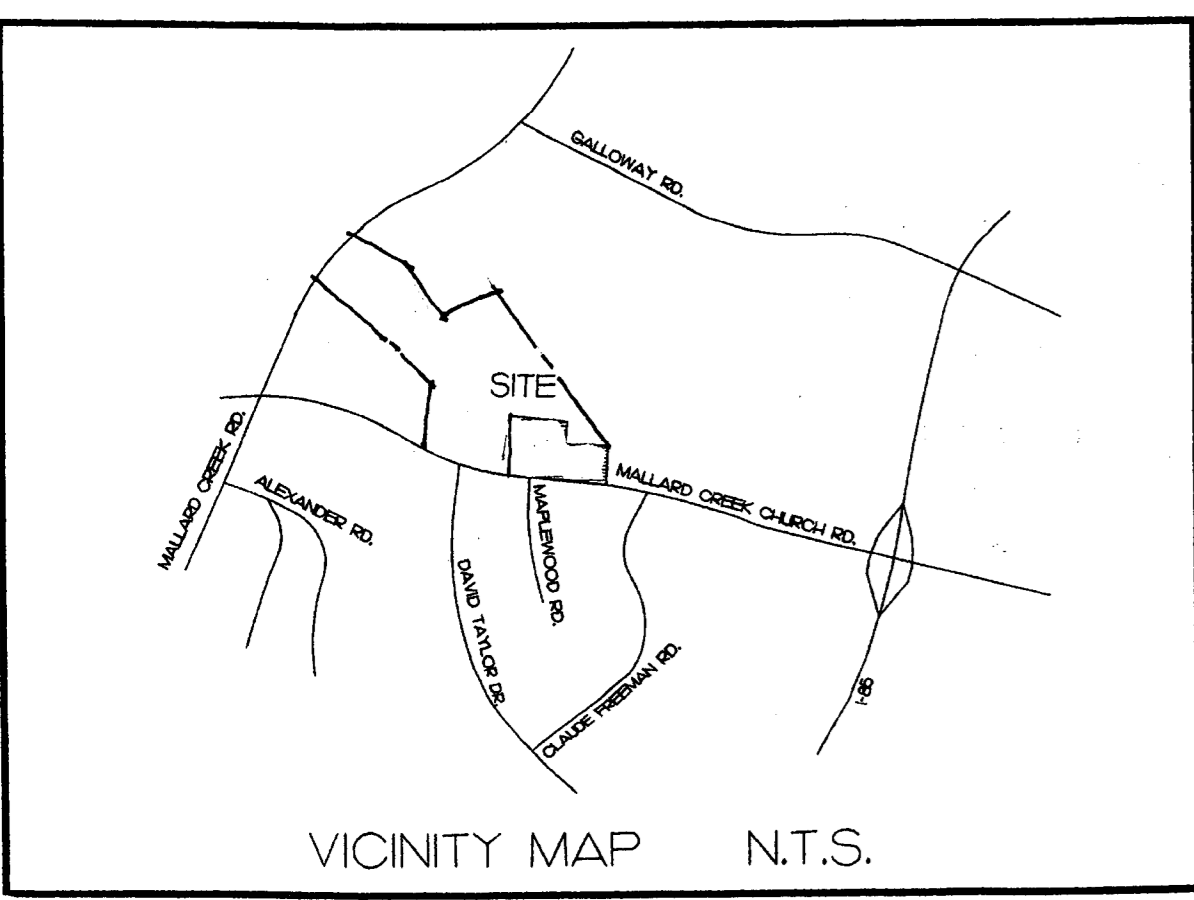 GALLOWAY RD.
SITE
MALLARD CREEK RD.
ALEXANDER RD.
MALLARD CREEK CHURCH RD.
MAPLEWOOD RD.
DAVID TAYLOR DR.
CLAUDE FREEMAN RD.
I-85
VICINITY MAP N.T.S.